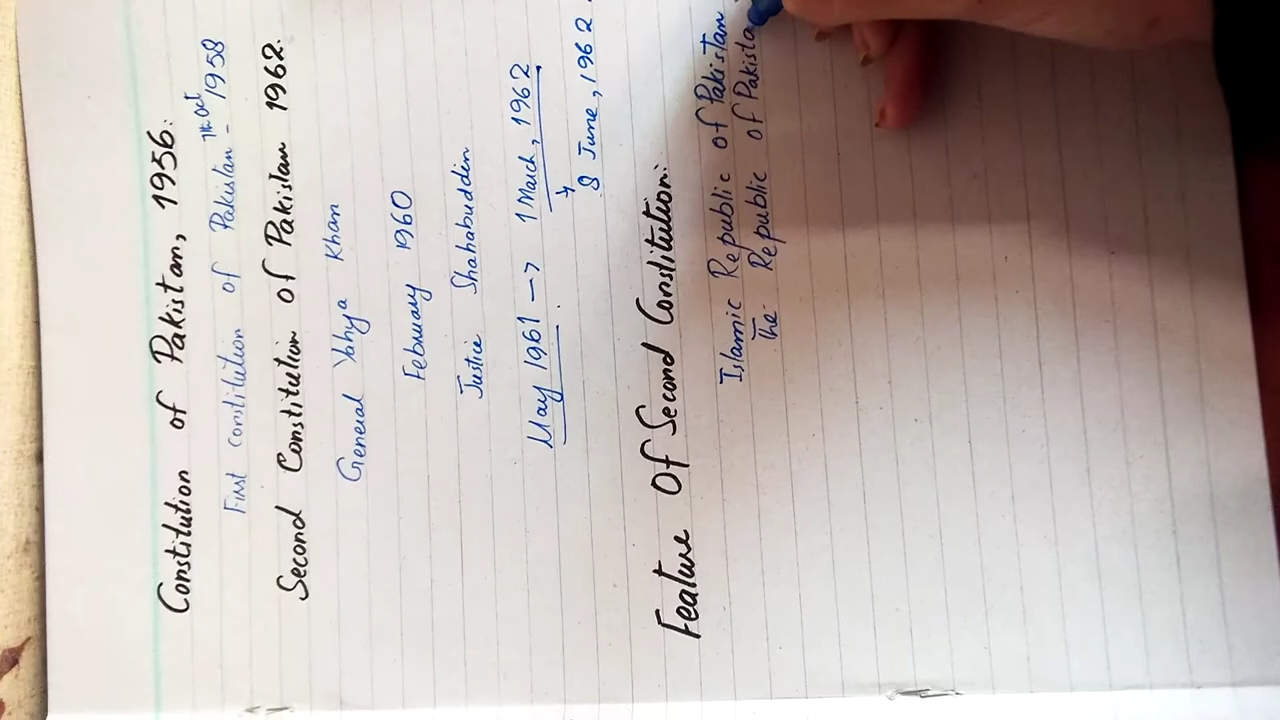 Constitution of Pakistan, 1956:
First constitution of Pakistan - 7th Oct 1958
Second Constitution of Pakistan 1962.
General Yahya Khan
February 1960
Justice Shahabuddin
May 1961 → 1 March, 1962
↳ 8 June, 1962.
Feature Of Second Constitution:
Islamic Republic of Pakistan
The Republic of Pakista